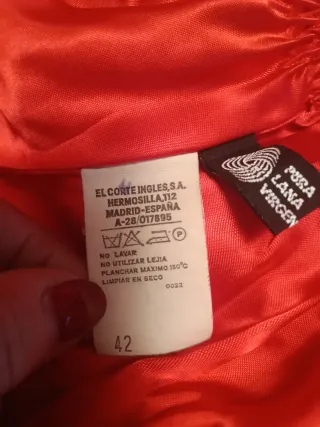 EL CORTE INGLES, S.A.
HERMOSILLA, 112
MADRID-ESPAÑA
A-28/017895
P
NO LAVAR
NO UTILIZAR LEJIA
PLANCHAR MAXIMO 150°C
LIMPIAR EN SECO
0022
42
PURA
LANA
VIRGEN